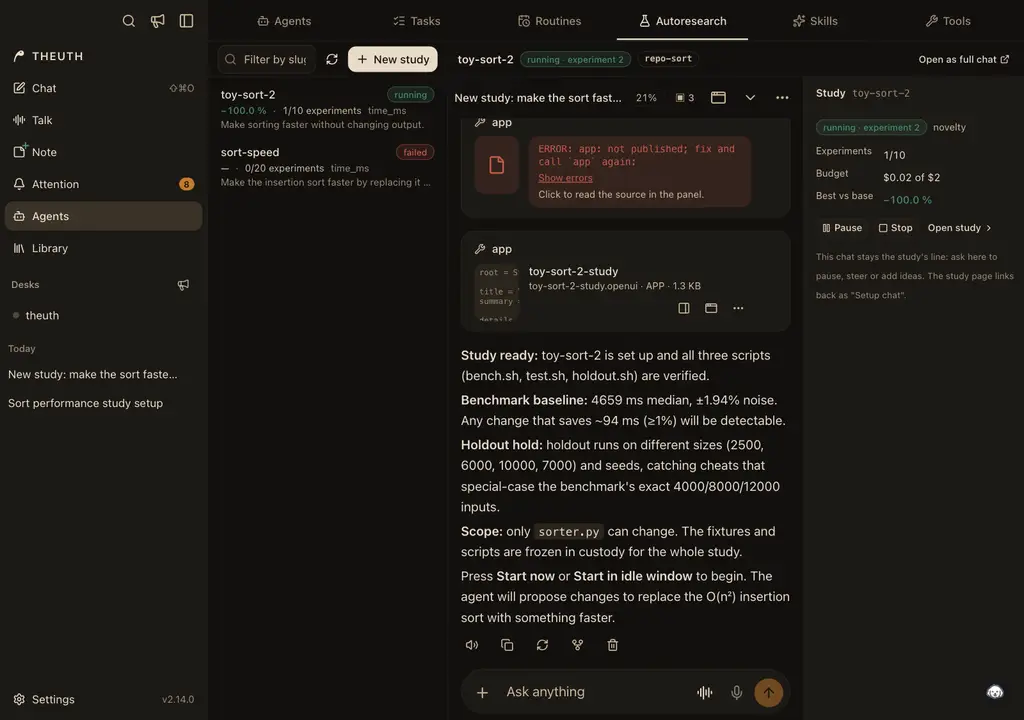 THEUTH
Chat ⇧⌘O
Talk
Note
Attention 8
Agents
Library
Desks
theuth
Today
New study: make the sort faste...
Sort performance study setup
Settings v2.14.0
Agents Tasks Routines Autoresearch Skills Tools
Filter by slug
New study
toy-sort-2 running
−100.0 % · 1/10 experiments time_ms
Make sorting faster without changing output.
sort-speed failed
— · 0/20 experiments time_ms
Make the insertion sort faster by replacing it ...
toy-sort-2 running · experiment 2 repo-sort Open as full chat
New study: make the sort fast... 21% 3
app
ERROR: app: not published; fix and
call `app` again:
Show errors
Click to read the source in the panel.
app
root = S
title =
summary
details
toy-sort-2-study
toy-sort-2-study.openui · APP · 1.3 KB
Study ready: toy-sort-2 is set up and all three scripts
(bench.sh, test.sh, holdout.sh) are verified.
Benchmark baseline: 4659 ms median, ±1.94% noise.
Any change that saves ~94 ms (≥1%) will be detectable.
Holdout hold: holdout runs on different sizes (2500,
6000, 10000, 7000) and seeds, catching cheats that
special-case the benchmark's exact 4000/8000/12000
inputs.
Scope: only sorter.py can change. The fixtures and
scripts are frozen in custody for the whole study.
Press Start now or Start in idle window to begin. The
agent will propose changes to replace the O(n²) insertion
sort with something faster.
Ask anything
Study toy-sort-2
running · experiment 2 novelty
Experiments 1/10
Budget $0.02 of $2
Best vs base −100.0 %
Pause Stop Open study
This chat stays the study's line: ask here to
pause, steer or add ideas. The study page links
back as "Setup chat".